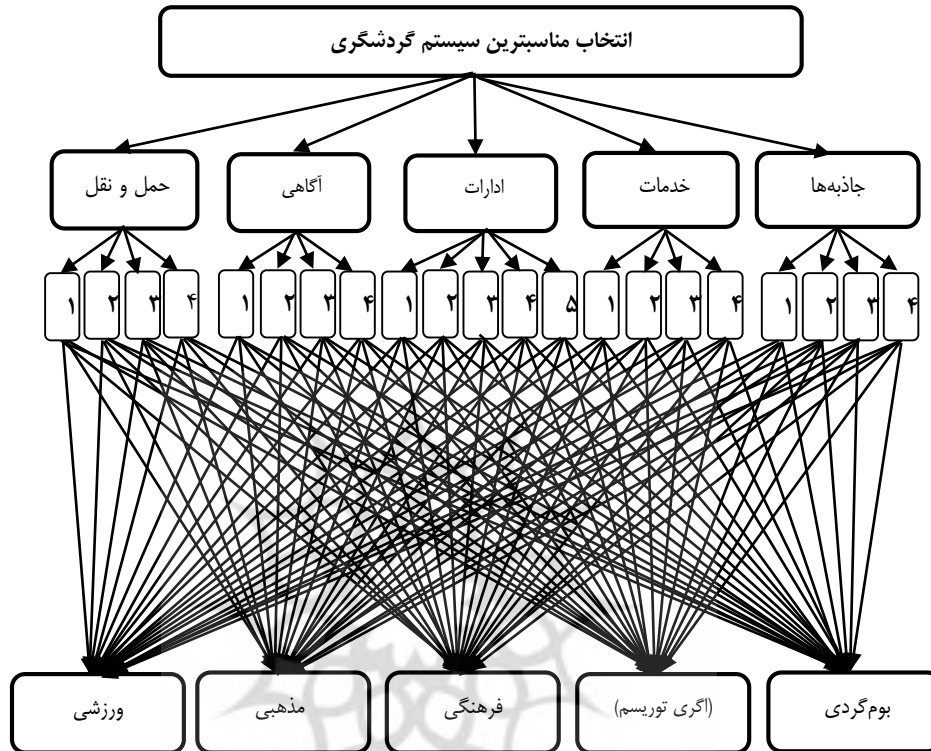 انتخاب مناسبترین سیستم گردشگری
جاذبه‌ها
خدمات
ادارات
آگاهی
حمل و نقل
۴ ۳ ۲ ۱
۴ ۳ ۲ ۱
۵ ۴ ۳ ۲ ۱
۴ ۳ ۲ ۱
۴ ۳ ۲ ۱
بوم‌گردی
(اگری توریسم)
فرهنگی
مذهبی
ورزشی